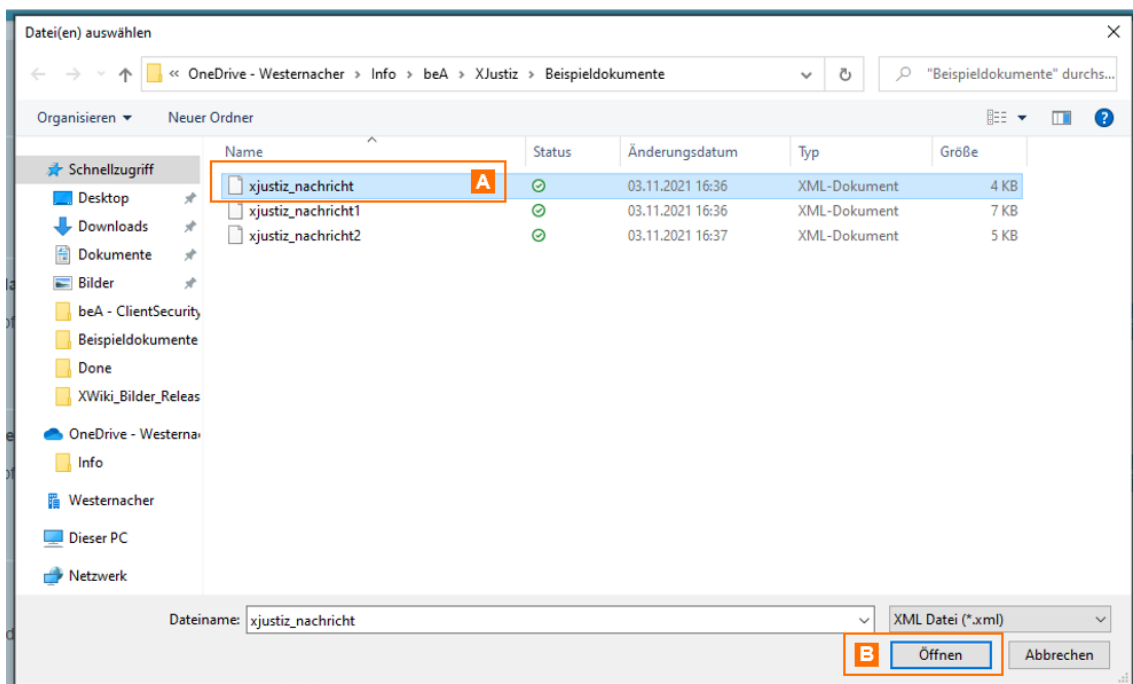 Datei(en) auswählen
« OneDrive - Westernacher › Info › beA › XJustiz › Beispieldokumente "Beispieldokumente" durchs...
Organisieren Neuer Ordner
Name Status Änderungsdatum Typ Größe
Schnellzugriff
Desktop
Downloads
Dokumente
Bilder
beA - ClientSecurity
Beispieldokumente
Done
XWiki_Bilder_Releas
OneDrive - Westerna
Info
Westernacher
Dieser PC
Netzwerk
xjustiz_nachricht A 03.11.2021 16:36 XML-Dokument 4 KB
xjustiz_nachricht1 03.11.2021 16:36 XML-Dokument 7 KB
xjustiz_nachricht2 03.11.2021 16:37 XML-Dokument 5 KB
Dateiname: xjustiz_nachricht XML Datei (*.xml)
B Öffnen Abbrechen